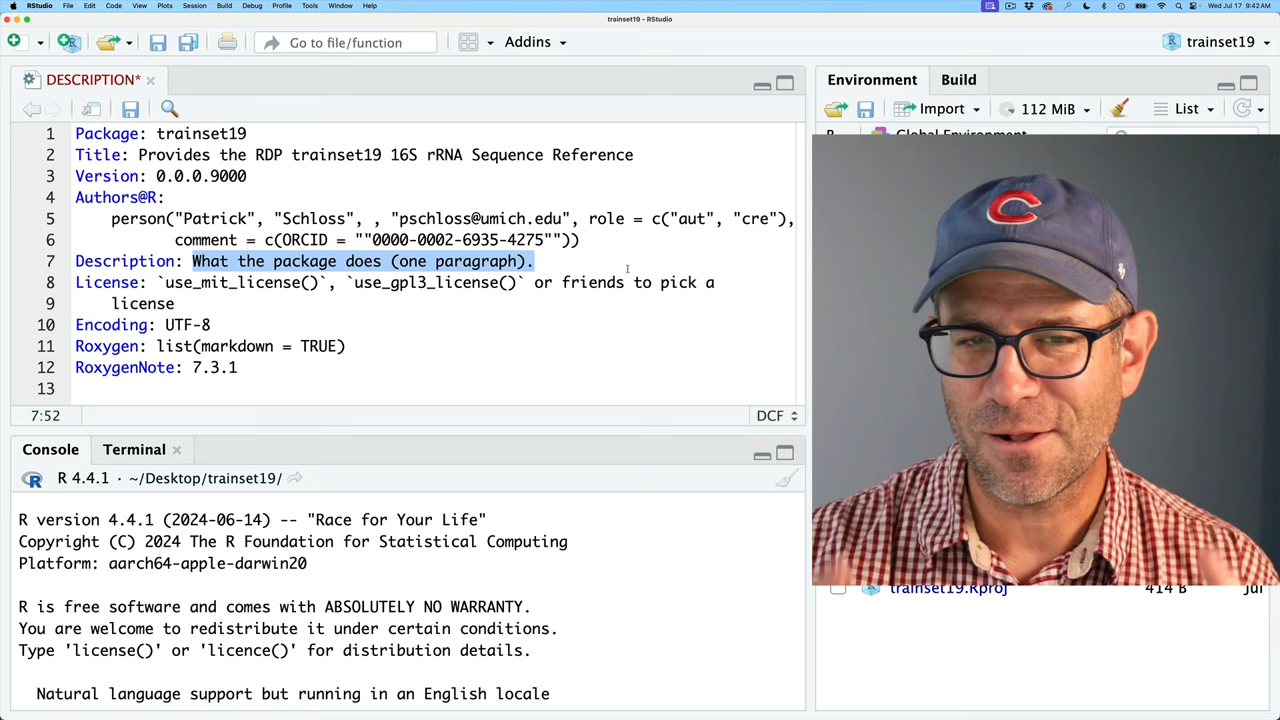 RStudio File Edit Code View Plots Session Build Debug Profile Tools Window Help Wed Jul 17 9:42 AM
trainset19 - RStudio
Go to file/function Addins trainset19
DESCRIPTION*
1 Package: trainset19
2 Title: Provides the RDP trainset19 16S rRNA Sequence Reference
3 Version: 0.0.0.9000
4 Authors@R:
5 person("Patrick", "Schloss", , "pschloss@umich.edu", role = c("aut", "cre"),
6 comment = c(ORCID = ""0000-0002-6935-4275""))
7 Description: What the package does (one paragraph).
8 License: `use_mit_license()`, `use_gpl3_license()` or friends to pick a
9 license
10 Encoding: UTF-8
11 Roxygen: list(markdown = TRUE)
12 RoxygenNote: 7.3.1
13
7:52 DCF
Console Terminal
R 4.4.1 · ~/Desktop/trainset19/
R version 4.4.1 (2024-06-14) -- "Race for Your Life"
Copyright (C) 2024 The R Foundation for Statistical Computing
Platform: aarch64-apple-darwin20
R is free software and comes with ABSOLUTELY NO WARRANTY.
You are welcome to redistribute it under certain conditions.
Type 'license()' or 'licence()' for distribution details.
Natural language support but running in an English locale
Environment Build
Import 112 MiB List
R Global Environment
C
trainset19.Rproj 414 B Jul